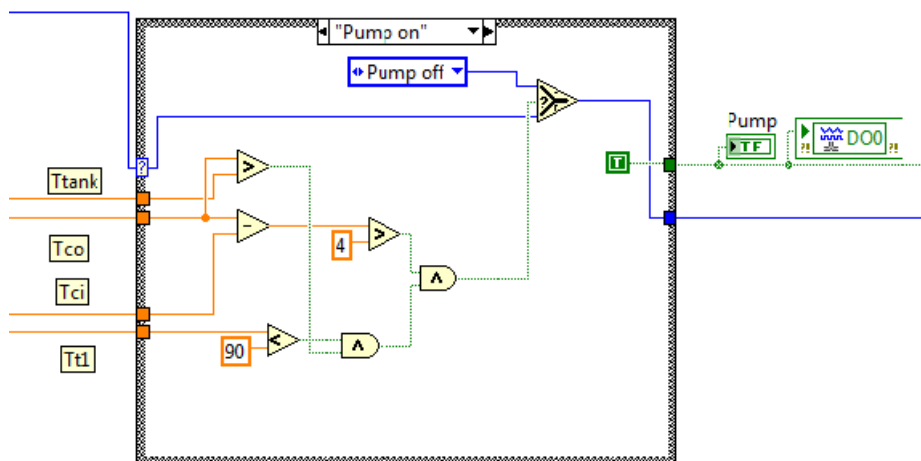 "Pump on"
Pump off
?
T
Pump
TF
DO0
?!
?!
?
Ttank
>
-
>
4
Tco
Tci
∧
<
90
∧
Tt1